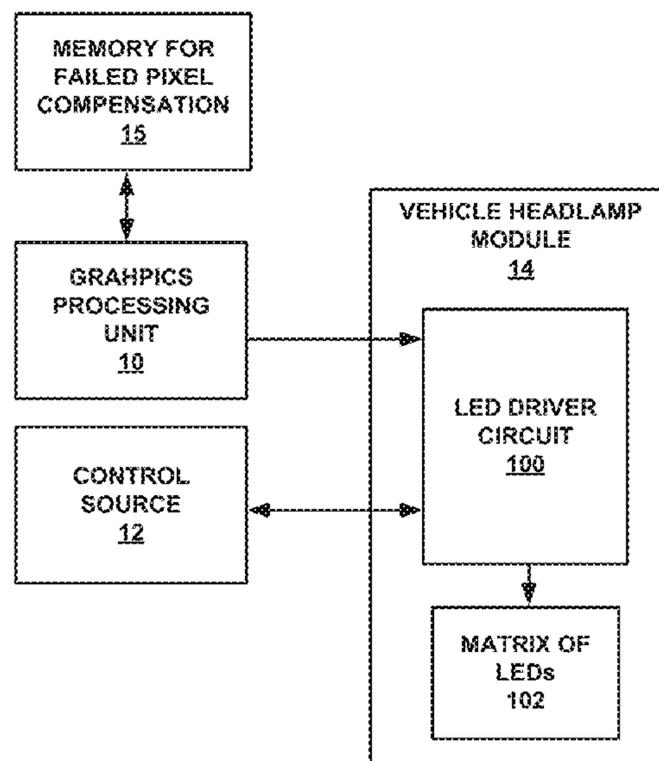 MEMORY FOR
FAILED PIXEL
COMPENSATION
15
GRAHPICS
PROCESSING
UNIT
10
CONTROL
SOURCE
12
VEHICLE HEADLAMP
MODULE
14
LED DRIVER
CIRCUIT
100
MATRIX OF
LEDs
102